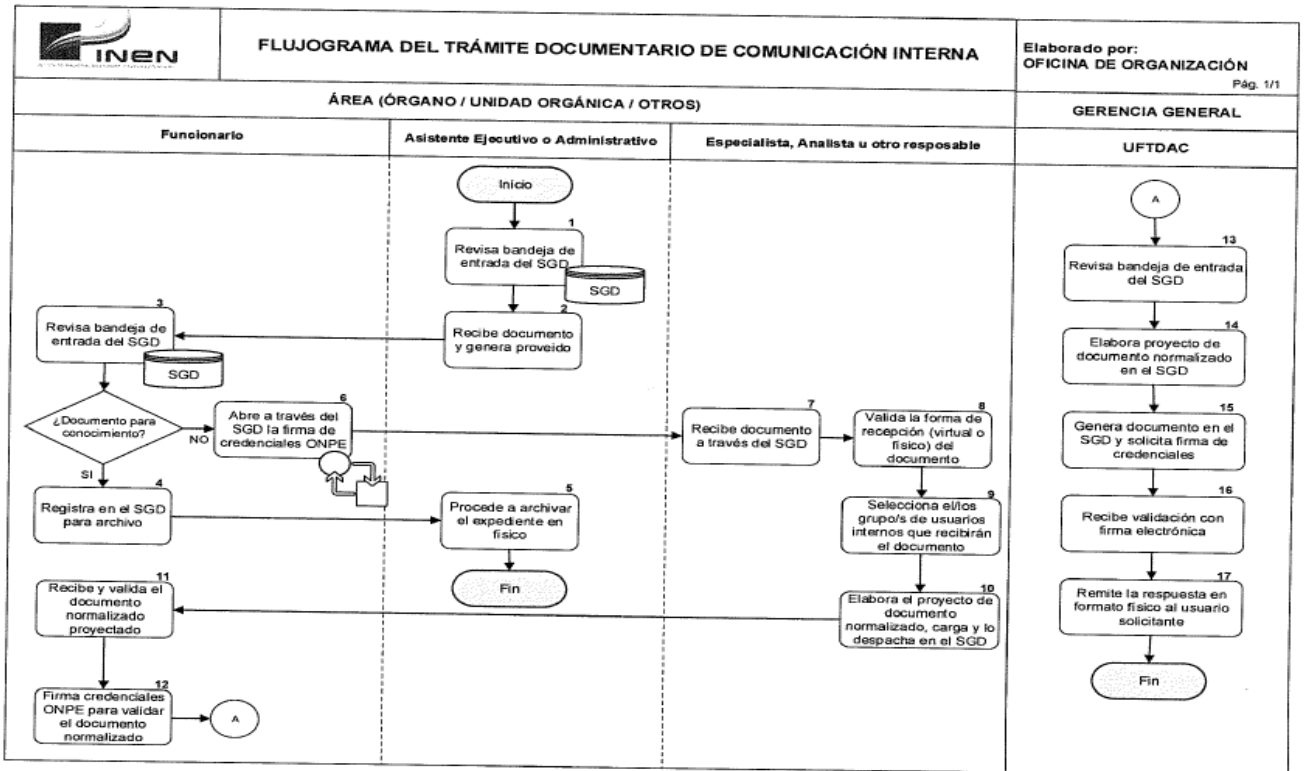 INEN
FLUJOGRAMA DEL TRÁMITE DOCUMENTARIO DE COMUNICACIÓN INTERNA
Elaborado por:
OFICINA DE ORGANIZACIÓN
Pág. 1/1
ÁREA (ÓRGANO / UNIDAD ORGÁNICA / OTROS)
GERENCIA GENERAL
Funcionario
Asistente Ejecutivo o Administrativo
Especialista, Analista u otro resposable
UFTDAC
Inicio
1
Revisa bandeja de
entrada del SGD
SGD
2
Recibe documento
y genera proveido
3
Revisa bandeja de
entrada del SGD
SGD
¿Documento para
conocimiento?
NO
SI
6
Abre a través del
SGD la firma de
credenciales ONPE
4
Registra en el SGD
para archivo
5
Procede a archivar
el expediente en
físico
Fin
7
Recibe documento
a través del SGD
8
Valida la forma de
recepción (virtual o
físico) del
documento
9
Selecciona el/los
grupo/s de usuarios
internos que recibirán
el documento
10
Elabora el proyecto de
documento
normalizado, carga y lo
despacha en el SGD
11
Recibe y valida el
documento
normalizado
proyectado
12
Firma credenciales
ONPE para validar
el documento
normalizado
A
A
13
Revisa bandeja de entrada
del SGD
14
Elabora proyecto de
documento normalizado
en el SGD
15
Genera documento en el
SGD y solicita firma de
credenciales
16
Recibe validación con
firma electrónica
17
Remite la respuesta en
formato físico al usuario
solicitante
Fin